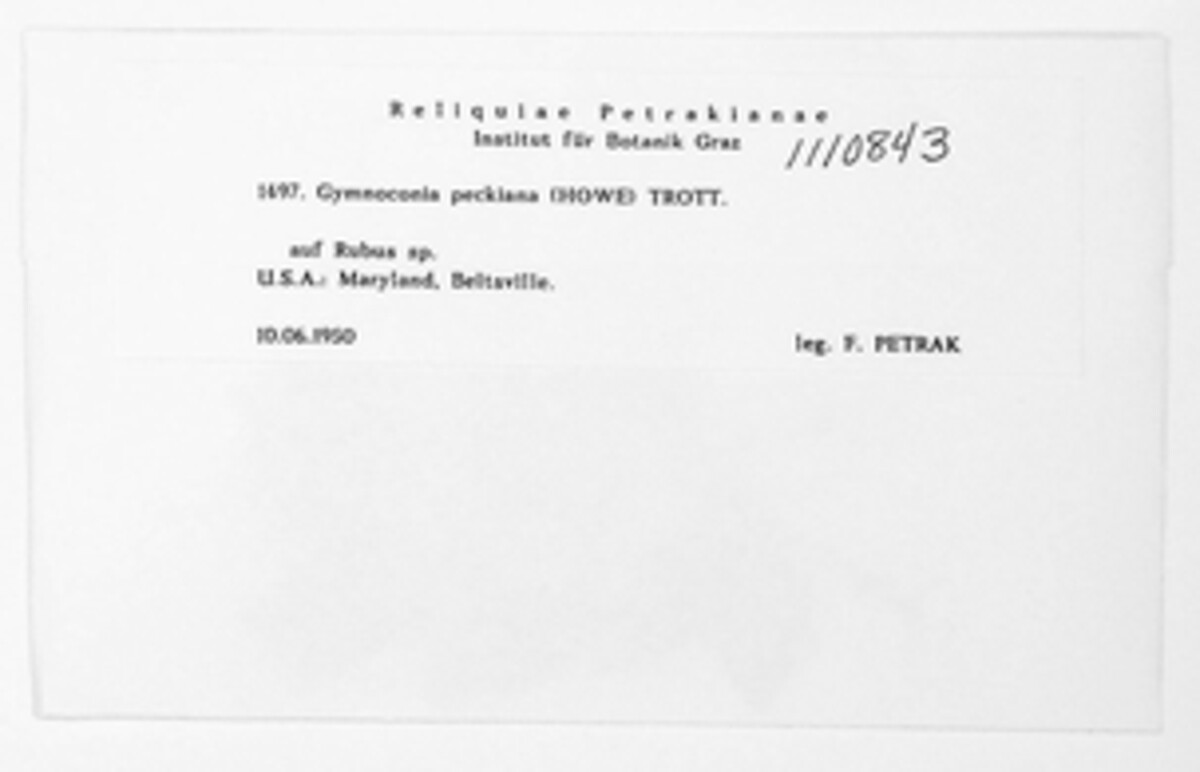 Reliquiae Petrakianae
Institut für Botanik Graz
1110843
1697. Gymnoconia peckiana (HOWE) TROTT.
auf Rubus sp.
U.S.A.: Maryland, Beltsville.
10.06.1950
leg. F. PETRAK